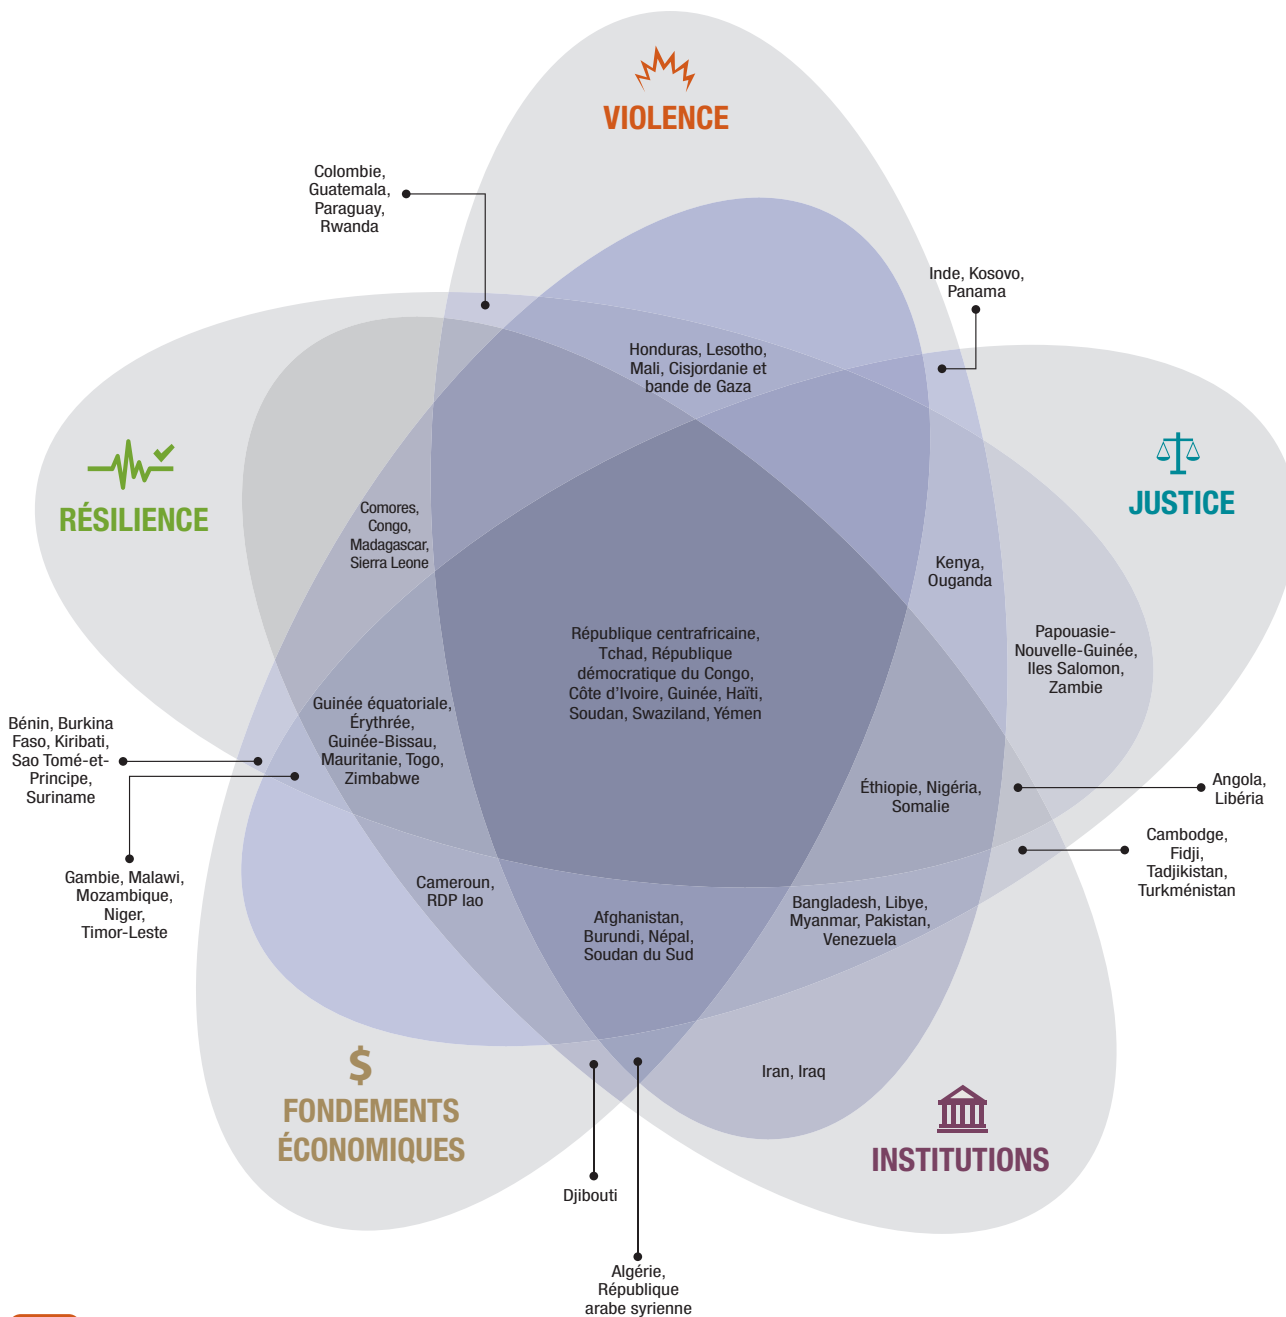 VIOLENCE
Colombie,
Guatemala,
Paraguay,
Rwanda
Inde, Kosovo,
Panama
Honduras, Lesotho,
Mali, Cisjordanie et
bande de Gaza
RÉSILIENCE
JUSTICE
Comores,
Congo,
Madagascar,
Sierra Leone
Kenya,
Ouganda
République centrafricaine,
Tchad, République
démocratique du Congo,
Côte d'Ivoire, Guinée, Haïti,
Soudan, Swaziland, Yémen
Papouasie-
Nouvelle-Guinée,
Iles Salomon,
Zambie
Guinée équatoriale,
Érythrée,
Guinée-Bissau,
Mauritanie, Togo,
Zimbabwe
Bénin, Burkina
Faso, Kiribati,
Sao Tomé-et-
Principe,
Suriname
Éthiopie, Nigéria,
Somalie
Angola,
Libéria
Cambodge,
Fidji,
Tadjikistan,
Turkménistan
Gambie, Malawi,
Mozambique,
Niger,
Timor-Leste
Cameroun,
RDP lao
Afghanistan,
Burundi, Népal,
Soudan du Sud
Bangladesh, Libye,
Myanmar, Pakistan,
Venezuela
Iran, Iraq
$
FONDEMENTS
ÉCONOMIQUES
INSTITUTIONS
Djibouti
Algérie,
République
arabe syrienne